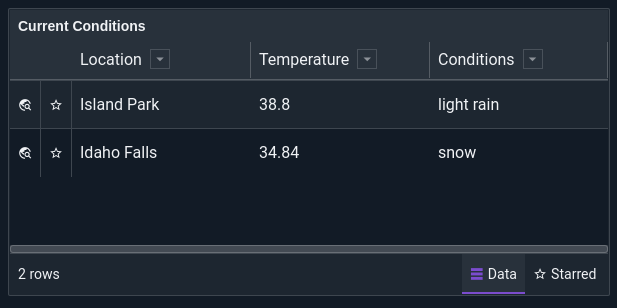 Current Conditions
Location Temperature Conditions
Island Park 38.8 light rain
Idaho Falls 34.84 snow
2 rows Data Starred